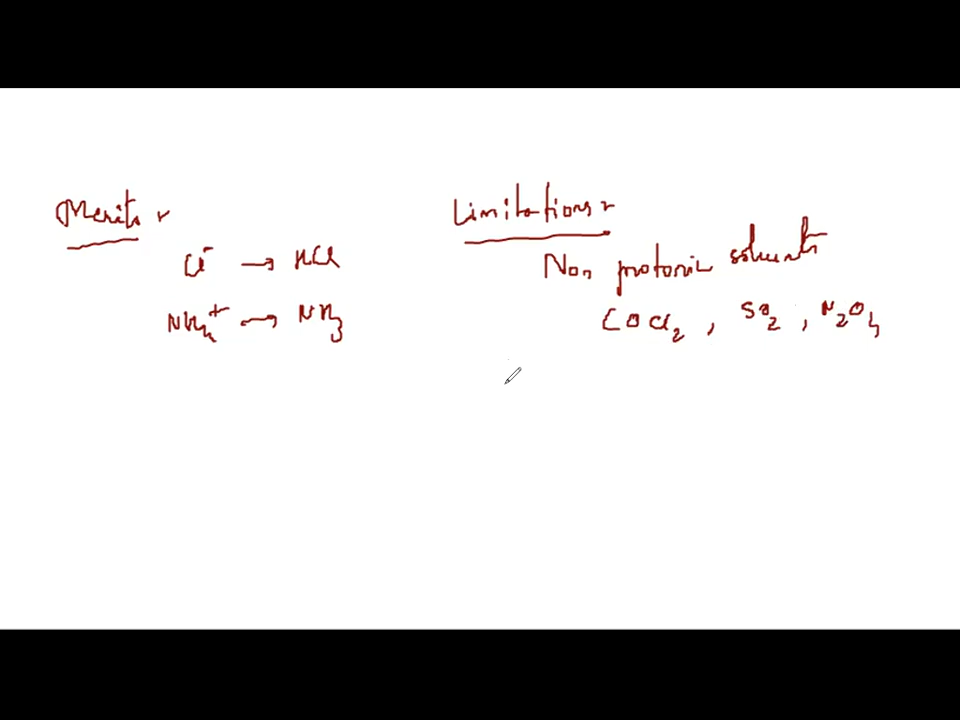 Merits :
Cl⁻ → HCl
NH₄⁺ → NH₃
Limitations :
Non protonic solvents
COCl₂ , SO₂ , N₂O₄